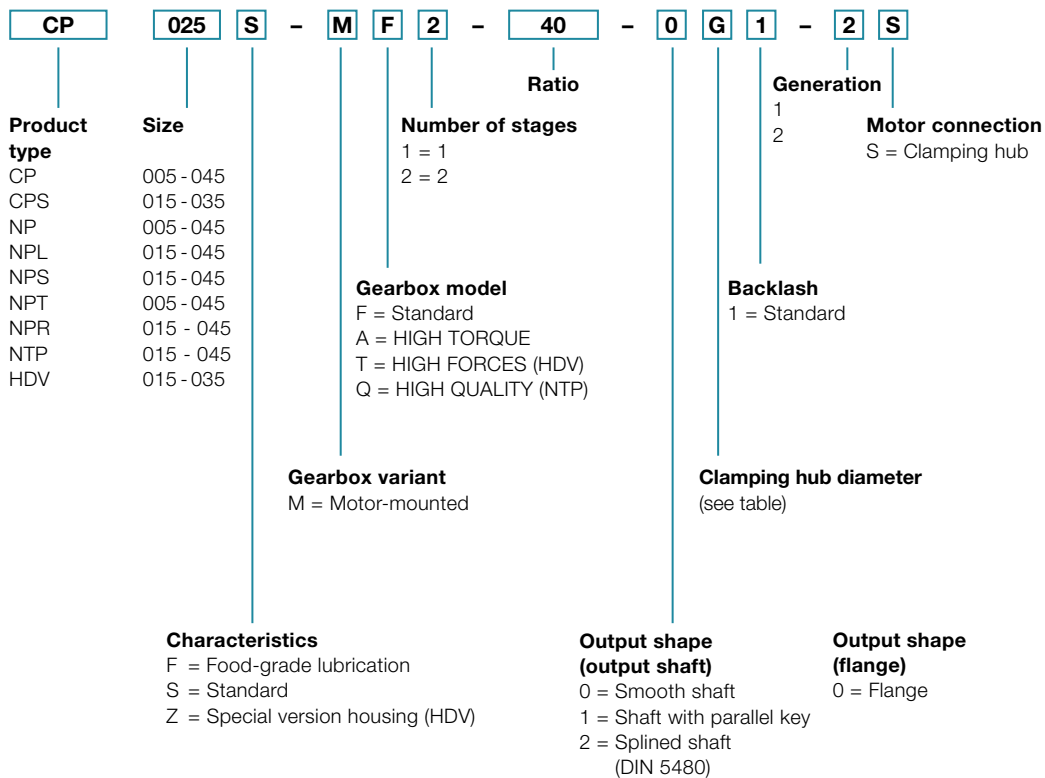 CP 025 S – M F 2 – 40 – 0 G 1 – 2 S
Ratio
Generation
1
2
Product
type
CP
CPS
NP
NPL
NPS
NPT
NPR
NTP
HDV
Size
005 - 045
015 - 035
005 - 045
015 - 045
015 - 045
005 - 045
015 - 045
015 - 045
015 - 035
Number of stages
1 = 1
2 = 2
Motor connection
S = Clamping hub
Gearbox model
F = Standard
A = HIGH TORQUE
T = HIGH FORCES (HDV)
Q = HIGH QUALITY (NTP)
Backlash
1 = Standard
Gearbox variant
M = Motor-mounted
Clamping hub diameter
(see table)
Characteristics
F = Food-grade lubrication
S = Standard
Z = Special version housing (HDV)
Output shape
(output shaft)
0 = Smooth shaft
1 = Shaft with parallel key
2 = Splined shaft
(DIN 5480)
Output shape
(flange)
0 = Flange